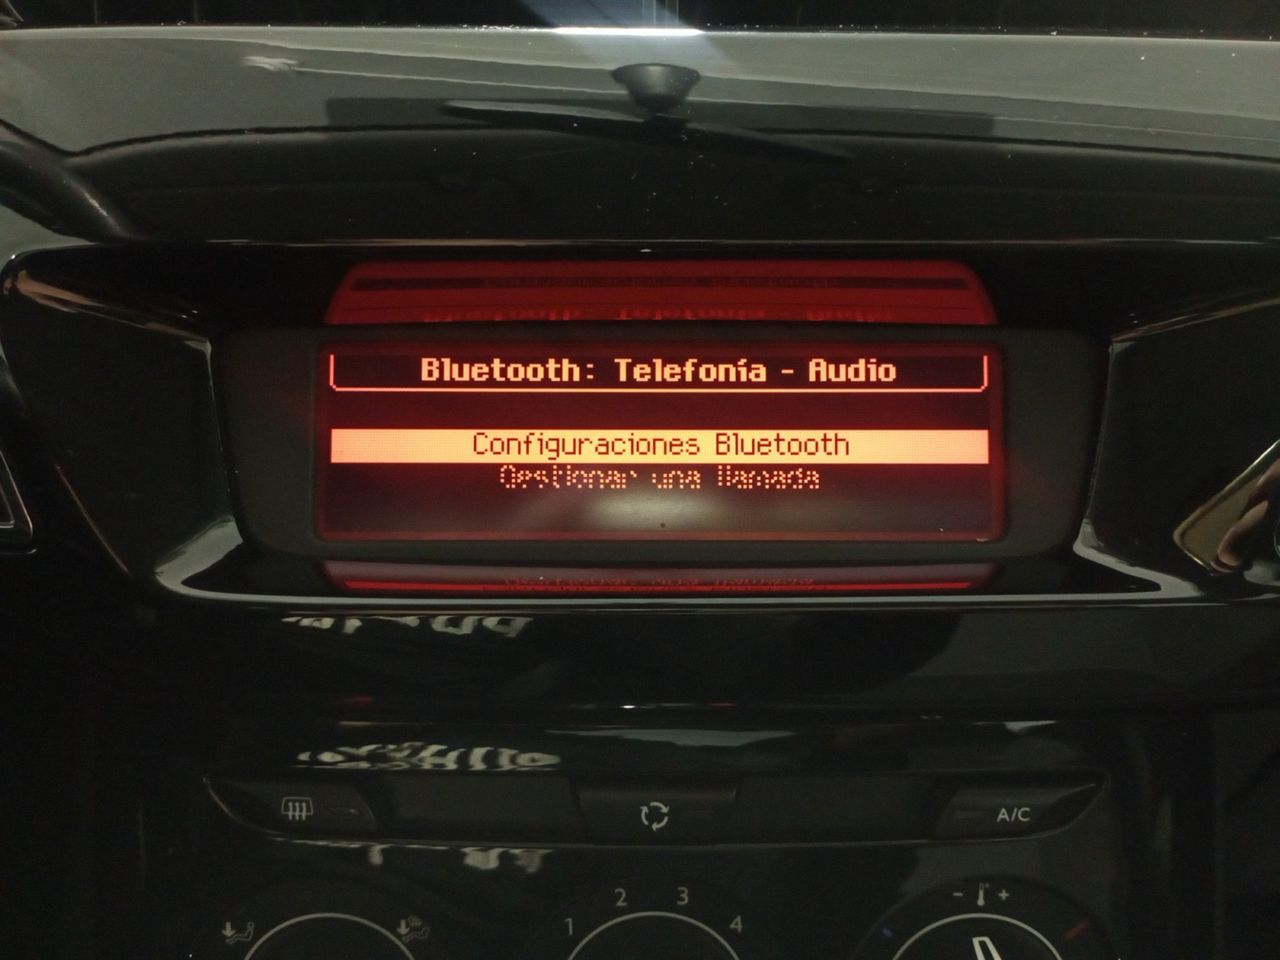 Bluetooth: Telefonía - Audio
Configuraciones Bluetooth
Gestionar una llamada
A/C
1 2 3 4
- +